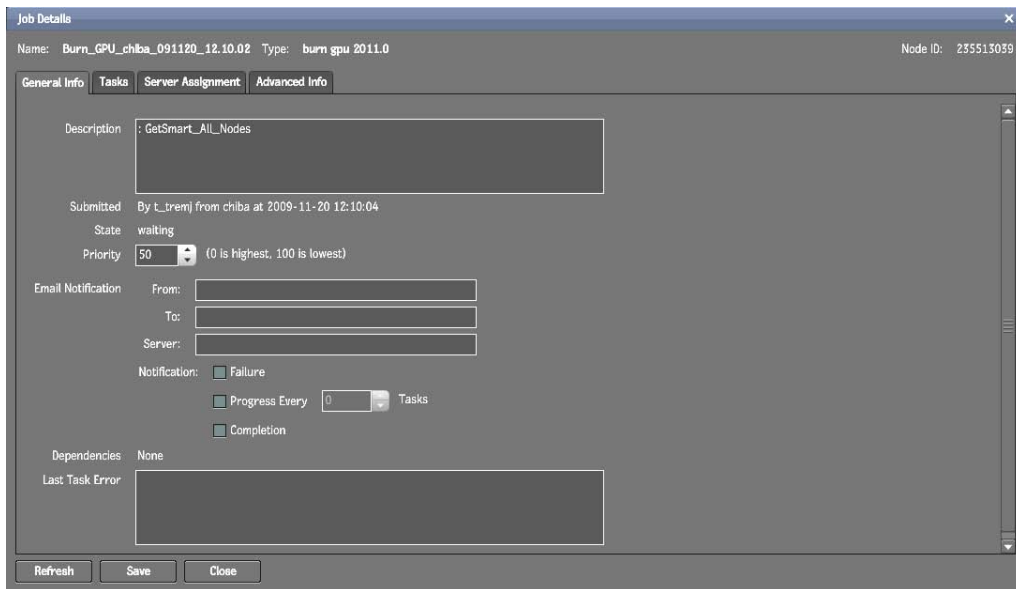 Job Details
Name: Burn_GPU_chiba_091120_12.10.02 Type: burn gpu 2011.0 Node ID: 235513039
General Info Tasks Server Assignment Advanced Info
Description : GetSmart_All_Nodes
Submitted By t_tremj from chiba at 2009-11-20 12:10:04
State waiting
Priority 50 (0 is highest, 100 is lowest)
Email Notification From:
To:
Server:
Notification: Failure
Progress Every 0 Tasks
Completion
Dependencies None
Last Task Error
Refresh Save Close